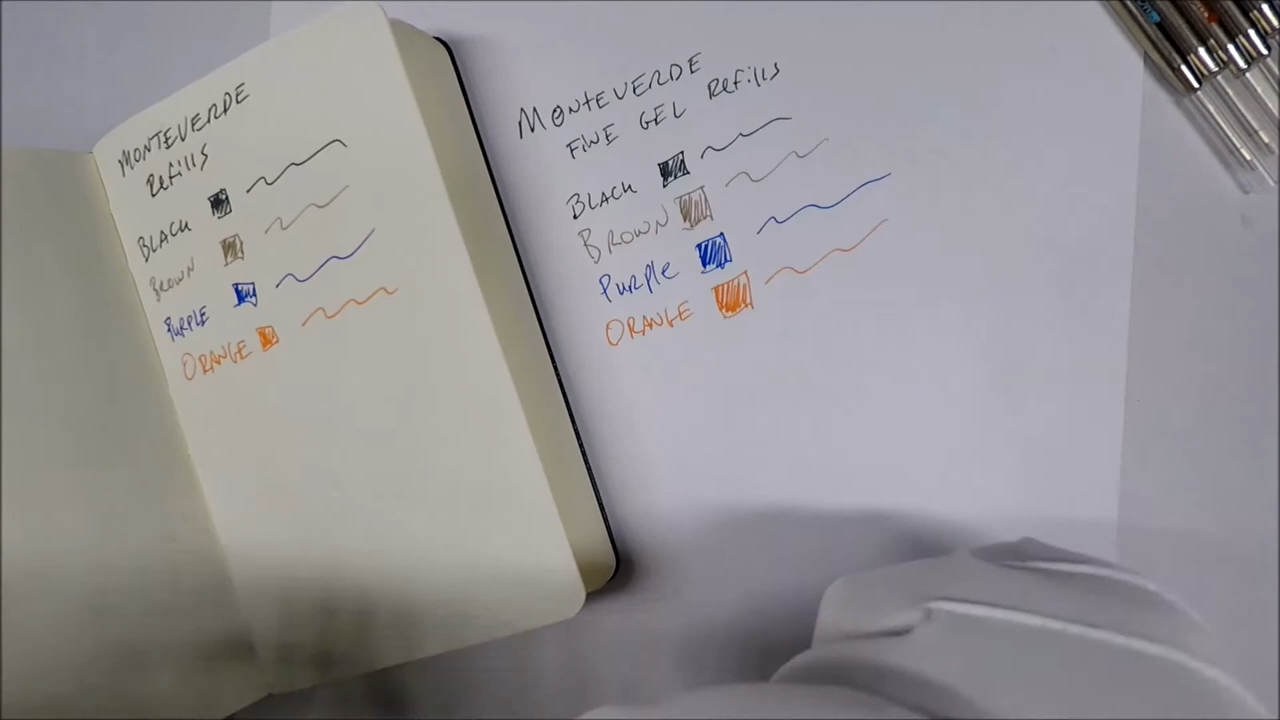 MONTEVERDE
Refills
BLACK
BROWN
PURPLE
ORANGE
MONTEVERDE
FINE GEL Refills
BLACK
BROWN
PurPle
ORANGE